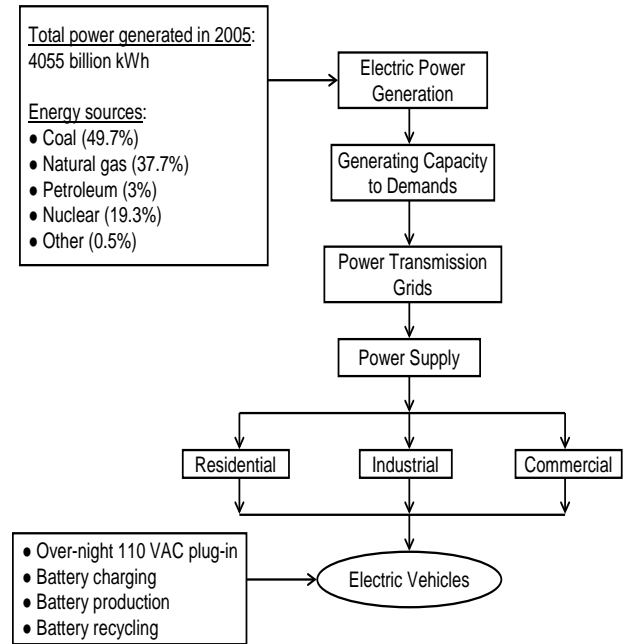 Total power generated in 2005:
4055 billion kWh
Energy sources:
● Coal (49.7%)
● Natural gas (37.7%)
● Petroleum (3%)
● Nuclear (19.3%)
● Other (0.5%)
Electric Power
Generation
Generating Capacity
to Demands
Power Transmission
Grids
Power Supply
Residential
Industrial
Commercial
● Over-night 110 VAC plug-in
● Battery charging
● Battery production
● Battery recycling
Electric Vehicles